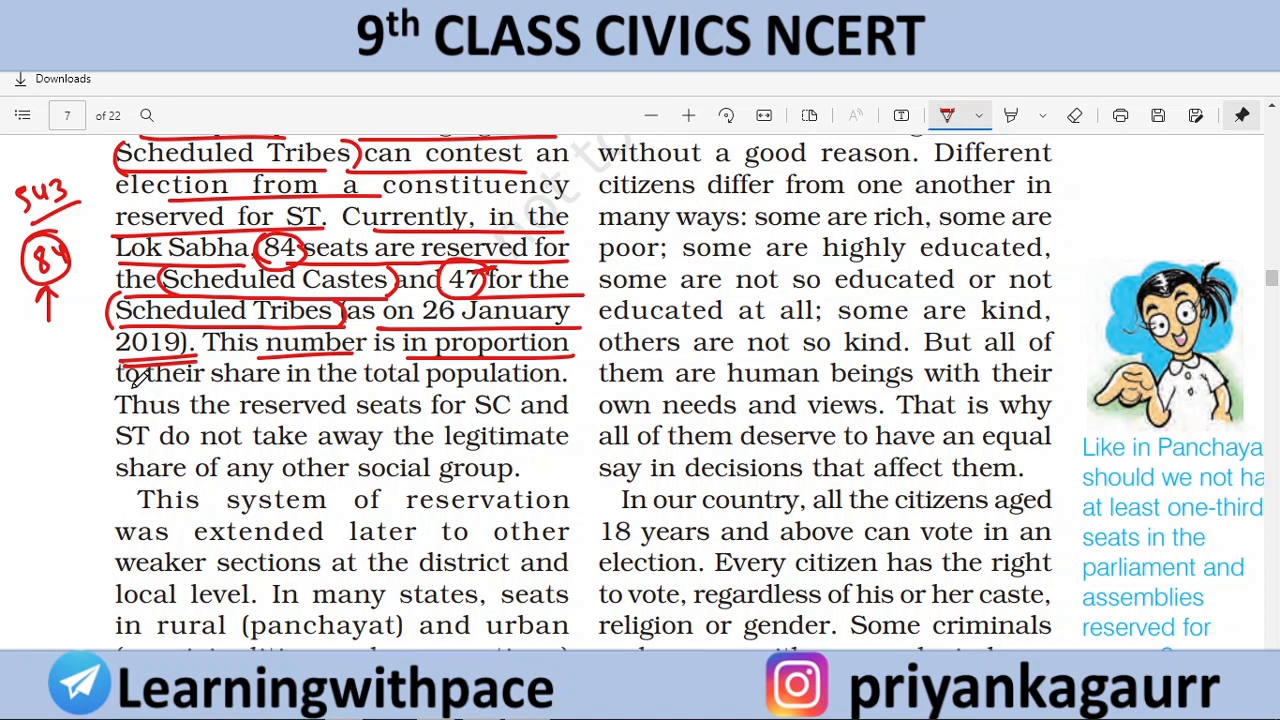 9th CLASS CIVICS NCERT
Downloads
7 of 22
Scheduled Tribes can contest an
election from a constituency
reserved for ST. Currently, in the
Lok Sabha, 84 seats are reserved for
the Scheduled Castes and 47 for the
Scheduled Tribes (as on 26 January
2019). This number is in proportion
to their share in the total population.
Thus the reserved seats for SC and
ST do not take away the legitimate
share of any other social group.
This system of reservation
was extended later to other
weaker sections at the district and
local level. In many states, seats
in rural (panchayat) and urban
543
84
not to
without a good reason. Different
citizens differ from one another in
many ways: some are rich, some are
poor; some are highly educated,
some are not so educated or not
educated at all; some are kind,
others are not so kind. But all of
them are human beings with their
own needs and views. That is why
all of them deserve to have an equal
say in decisions that affect them.
In our country, all the citizens aged
18 years and above can vote in an
election. Every citizen has the right
to vote, regardless of his or her caste,
religion or gender. Some criminals
Like in Panchaya
should we not ha
at least one-third
seats in the
parliament and
assemblies
reserved for
Learningwithpace
priyankagaurr